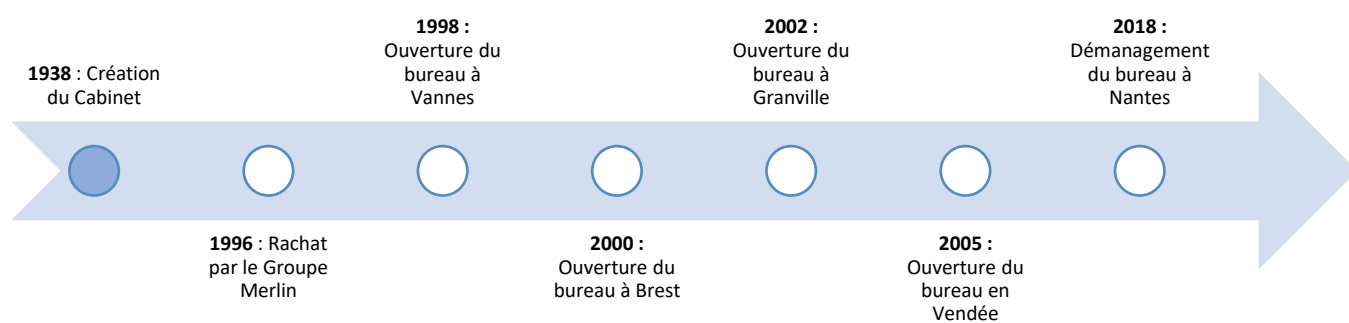 1938 : Création
du Cabinet
1996 : Rachat
par le Groupe
Merlin
1998 :
Ouverture du
bureau à
Vannes
2000 :
Ouverture du
bureau à Brest
2002 :
Ouverture du
bureau à
Granville
2005 :
Ouverture du
bureau en
Vendée
2018 :
Démanagement
du bureau à
Nantes